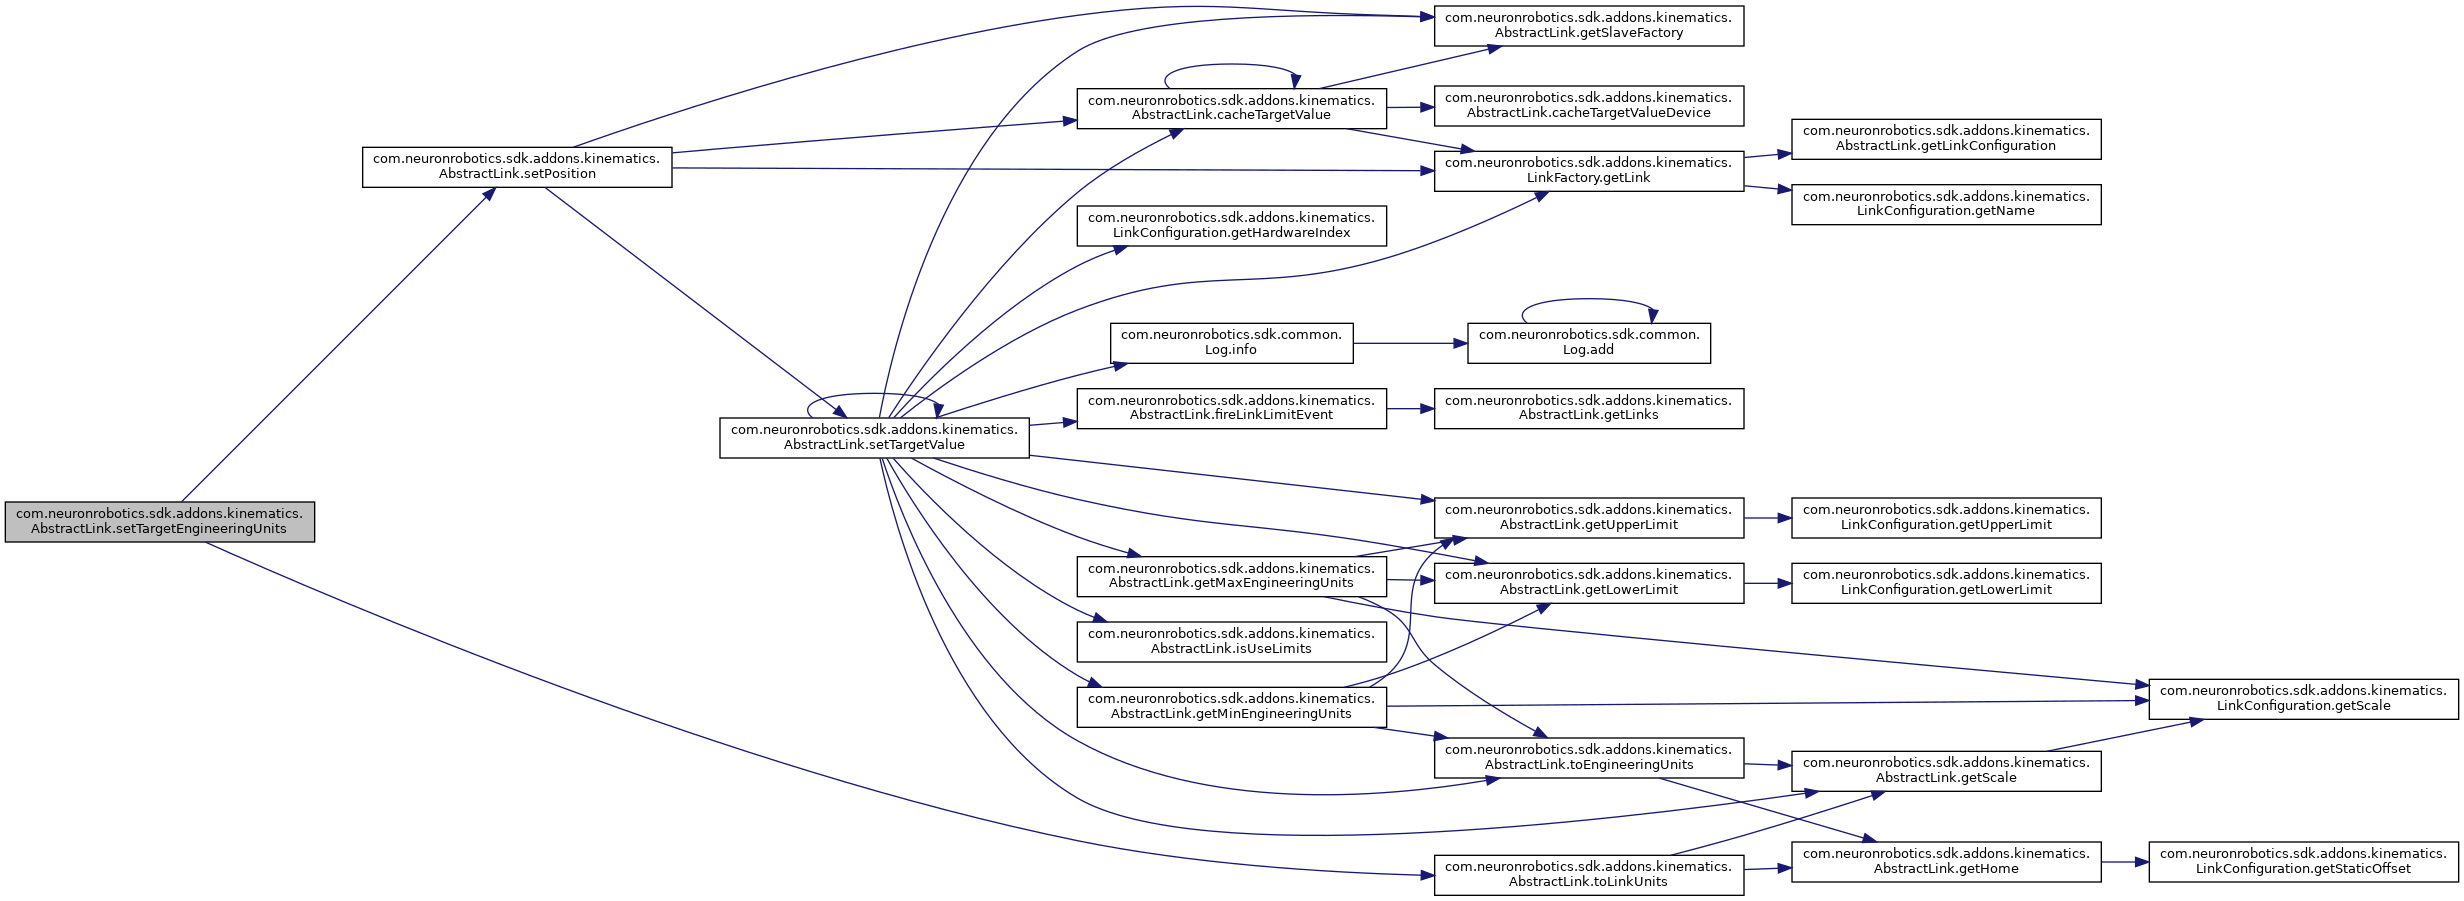 com.neuronrobotics.sdk.addons.kinematics.
AbstractLink.setTargetEngineeringUnits
com.neuronrobotics.sdk.addons.kinematics.
AbstractLink.setPosition
com.neuronrobotics.sdk.addons.kinematics.
AbstractLink.setTargetValue
com.neuronrobotics.sdk.addons.kinematics.
AbstractLink.cacheTargetValue
com.neuronrobotics.sdk.addons.kinematics.
LinkConfiguration.getHardwareIndex
com.neuronrobotics.sdk.common.
Log.info
com.neuronrobotics.sdk.addons.kinematics.
AbstractLink.fireLinkLimitEvent
com.neuronrobotics.sdk.addons.kinematics.
AbstractLink.getMaxEngineeringUnits
com.neuronrobotics.sdk.addons.kinematics.
AbstractLink.isUseLimits
com.neuronrobotics.sdk.addons.kinematics.
AbstractLink.getMinEngineeringUnits
com.neuronrobotics.sdk.addons.kinematics.
AbstractLink.getSlaveFactory
com.neuronrobotics.sdk.addons.kinematics.
AbstractLink.cacheTargetValueDevice
com.neuronrobotics.sdk.addons.kinematics.
LinkFactory.getLink
com.neuronrobotics.sdk.common.
Log.add
com.neuronrobotics.sdk.addons.kinematics.
AbstractLink.getLinks
com.neuronrobotics.sdk.addons.kinematics.
AbstractLink.getUpperLimit
com.neuronrobotics.sdk.addons.kinematics.
AbstractLink.getLowerLimit
com.neuronrobotics.sdk.addons.kinematics.
AbstractLink.toEngineeringUnits
com.neuronrobotics.sdk.addons.kinematics.
AbstractLink.toLinkUnits
com.neuronrobotics.sdk.addons.kinematics.
AbstractLink.getLinkConfiguration
com.neuronrobotics.sdk.addons.kinematics.
LinkConfiguration.getName
com.neuronrobotics.sdk.addons.kinematics.
LinkConfiguration.getUpperLimit
com.neuronrobotics.sdk.addons.kinematics.
LinkConfiguration.getLowerLimit
com.neuronrobotics.sdk.addons.kinematics.
AbstractLink.getScale
com.neuronrobotics.sdk.addons.kinematics.
AbstractLink.getHome
com.neuronrobotics.sdk.addons.kinematics.
LinkConfiguration.getScale
com.neuronrobotics.sdk.addons.kinematics.
LinkConfiguration.getStaticOffset